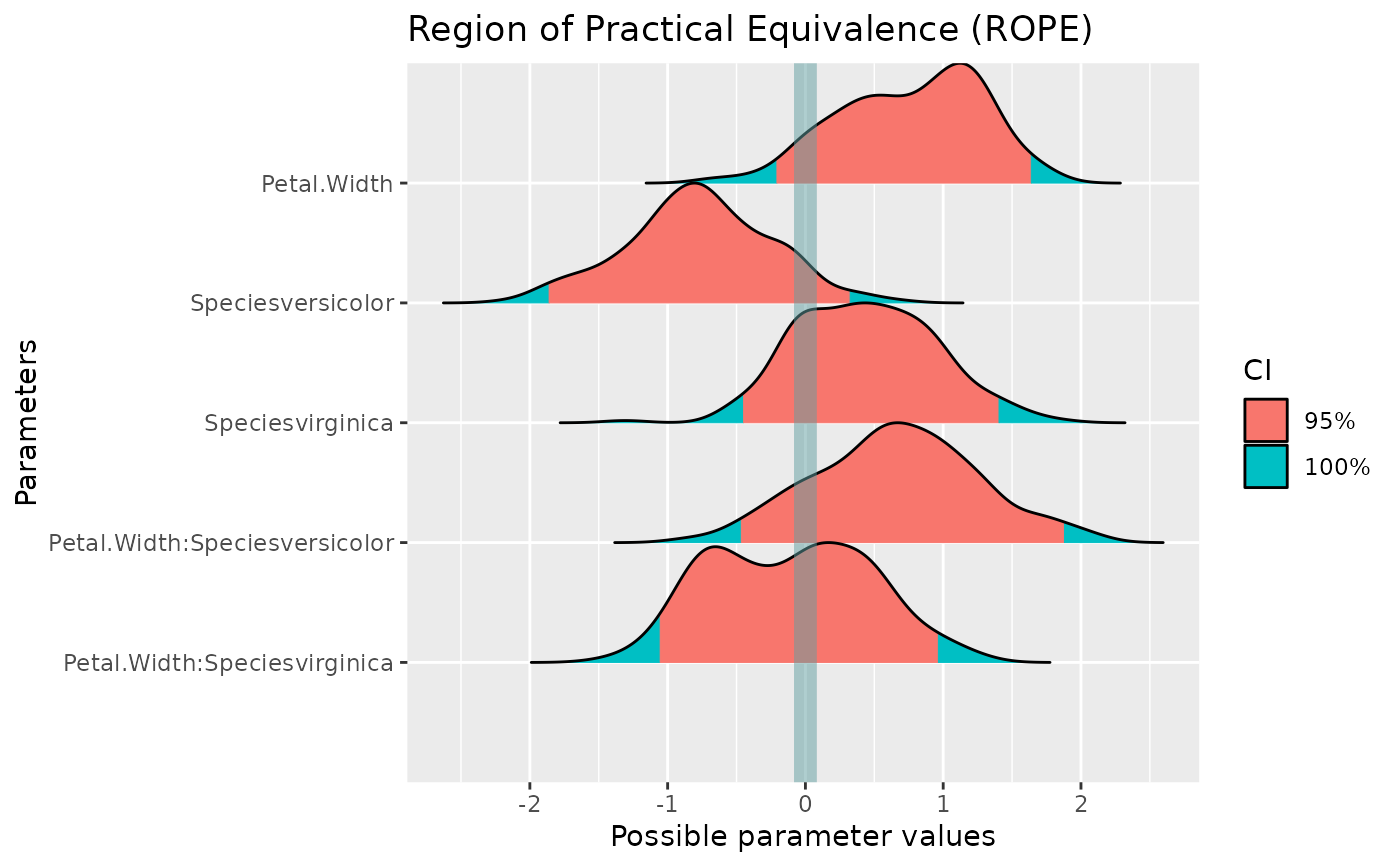 Region of Practical Equivalence (ROPE)
Parameters
Petal.Width
Speciesversicolor
Speciesvirginica
Petal.Width:Speciesversicolor
Petal.Width:Speciesvirginica
-2 -1 0 1 2
Possible parameter values
CI
95%
100%